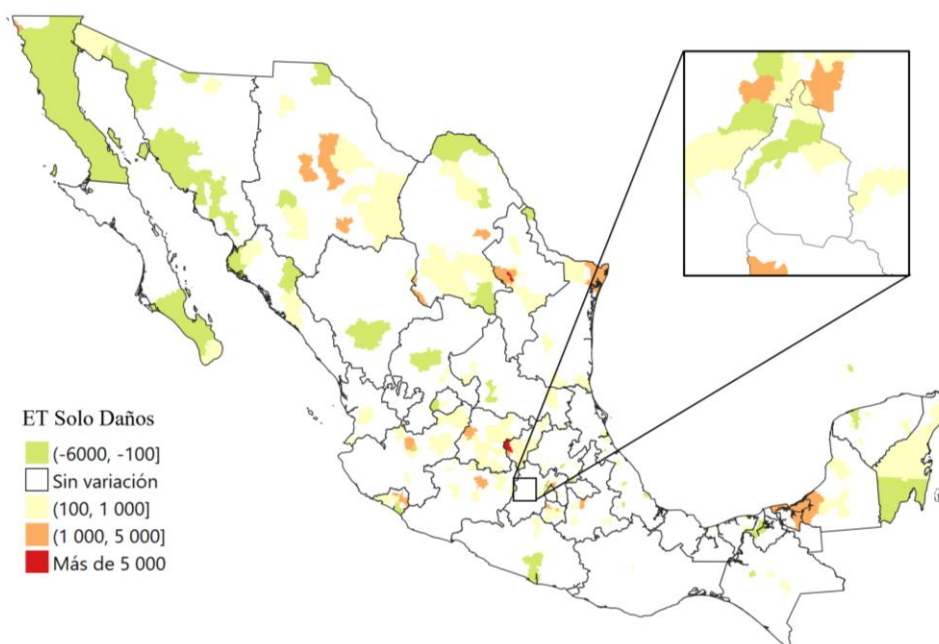 ET Solo Daños
(-6000, -100]
Sin variación
(100, 1 000]
(1 000, 5 000]
Más de 5 000